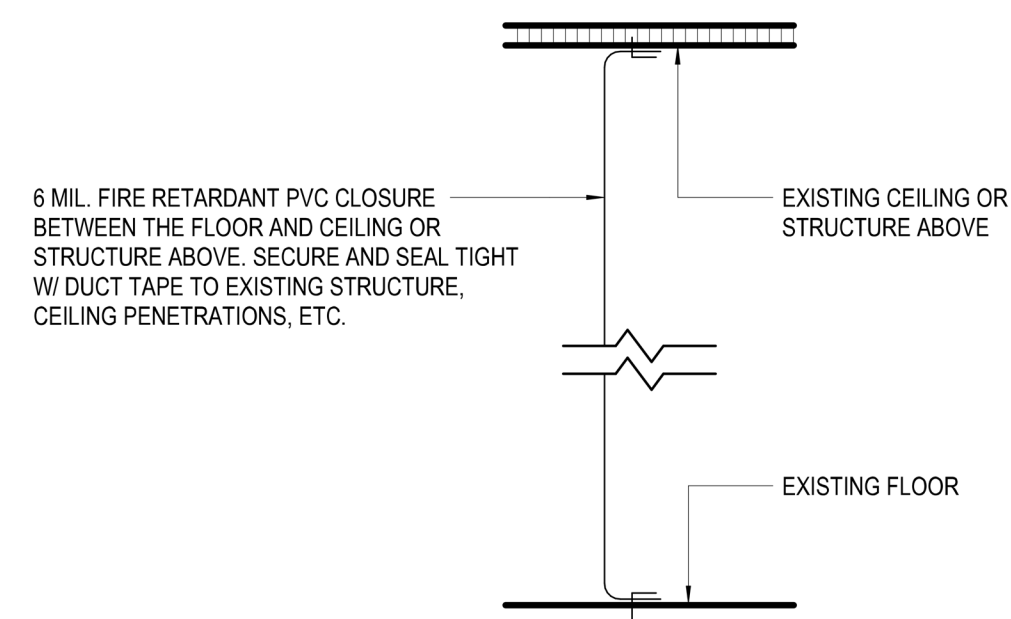 6 MIL. FIRE RETARDANT PVC CLOSURE
BETWEEN THE FLOOR AND CEILING OR
STRUCTURE ABOVE. SECURE AND SEAL TIGHT
W/ DUCT TAPE TO EXISTING STRUCTURE,
CEILING PENETRATIONS, ETC.
EXISTING CEILING OR
STRUCTURE ABOVE
EXISTING FLOOR